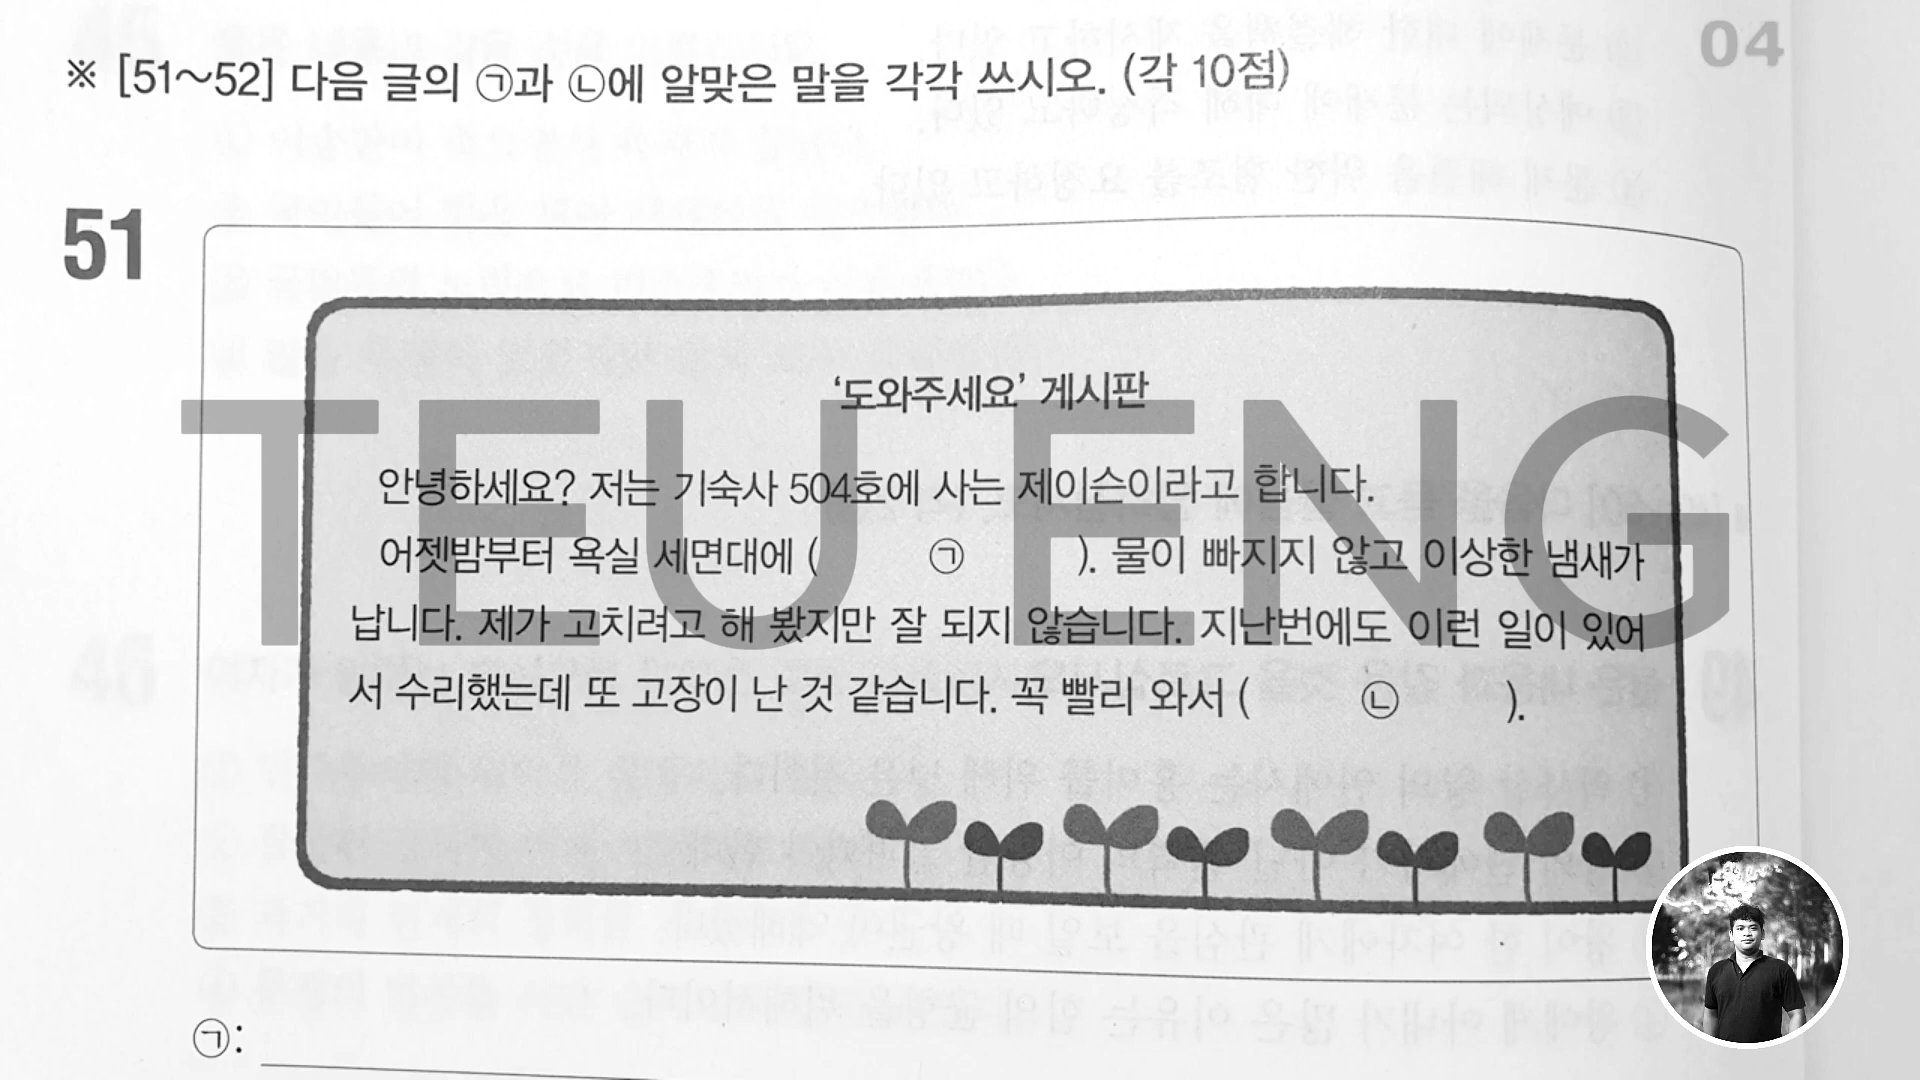 04
※ [51~52] 다음 글의 ㉠과 ㉡에 알맞은 말을 각각 쓰시오. (각 10점)
51
‘도와주세요’ 게시판
안녕하세요? 저는 기숙사 504호에 사는 제이슨이라고 합니다.
어젯밤부터 욕실 세면대에 ( ㉠ ). 물이 빠지지 않고 이상한 냄새가
납니다. 제가 고치려고 해 봤지만 잘 되지 않습니다. 지난번에도 이런 일이 있어
서 수리했는데 또 고장이 난 것 같습니다. 꼭 빨리 와서 ( ㉡ ).
TEU ENG
㉠: